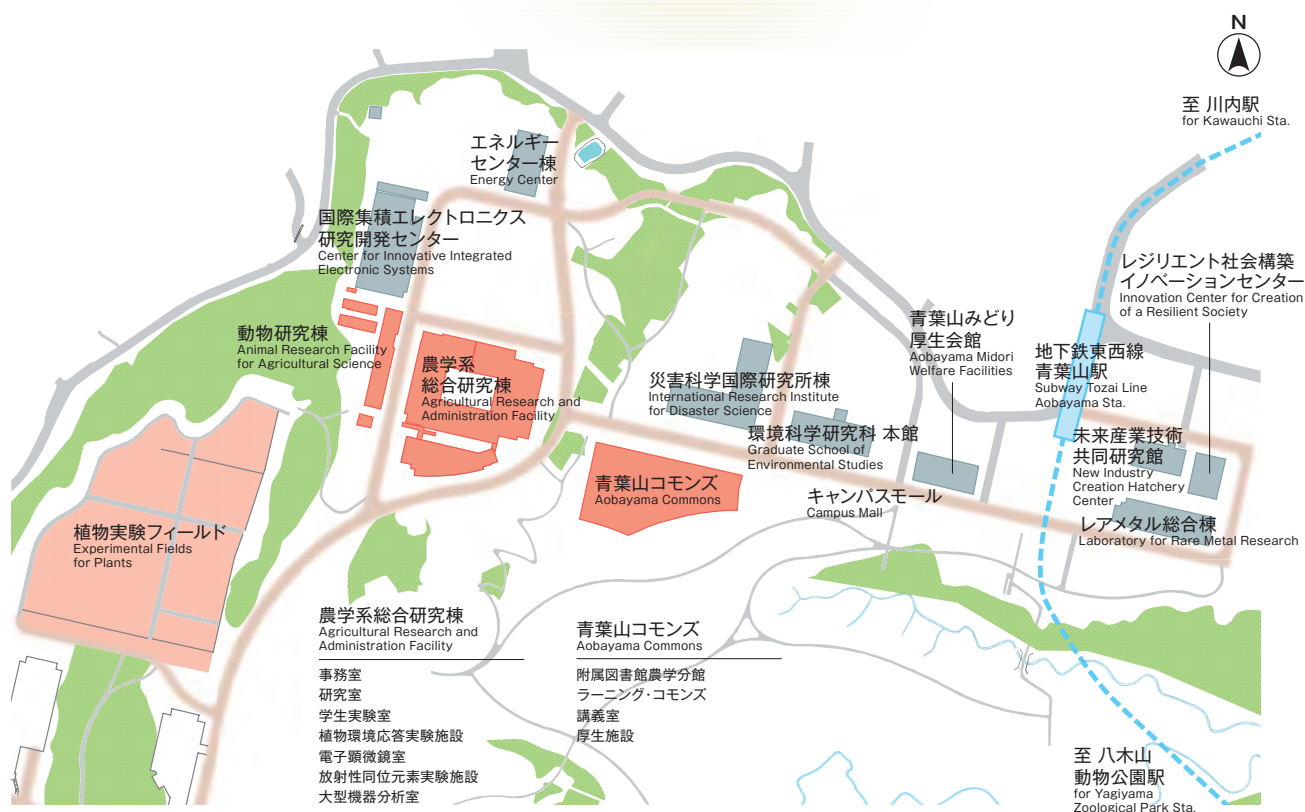 N
至 川内駅
for Kawauchi Sta.
エネルギー
センター棟
Energy Center
国際集積エレクトロニクス
研究開発センター
Center for Innovative Integrated
Electronic Systems
レジリエント社会構築
イノベーションセンター
Innovation Center for Creation
of a Resilient Society
動物研究棟
Animal Research Facility
for Agricultural Science
農学系
総合研究棟
Agricultural Research and
Administration Facility
青葉山みどり
厚生会館
Aobayama Midori
Welfare Facilities
地下鉄東西線
青葉山駅
Subway Tozai Line
Aobayama Sta.
災害科学国際研究所棟
International Research Institute
for Disaster Science
環境科学研究科 本館
Graduate School of
Environmental Studies
未来産業技術
共同研究館
New Industry
Creation Hatchery
Center
青葉山コモンズ
Aobayama Commons
キャンパスモール
Campus Mall
レアメタル総合棟
Laboratory for Rare Metal Research
植物実験フィールド
Experimental Fields
for Plants
農学系総合研究棟
Agricultural Research and
Administration Facility
事務室
研究室
学生実験室
植物環境応答実験施設
電子顕微鏡室
放射性同位元素実験施設
大型機器分析室
青葉山コモンズ
Aobayama Commons
附属図書館農学分館
ラーニング・コモンズ
講義室
厚生施設
至 八木山
動物公園駅
for Yagiyama
Zoological Park Sta.